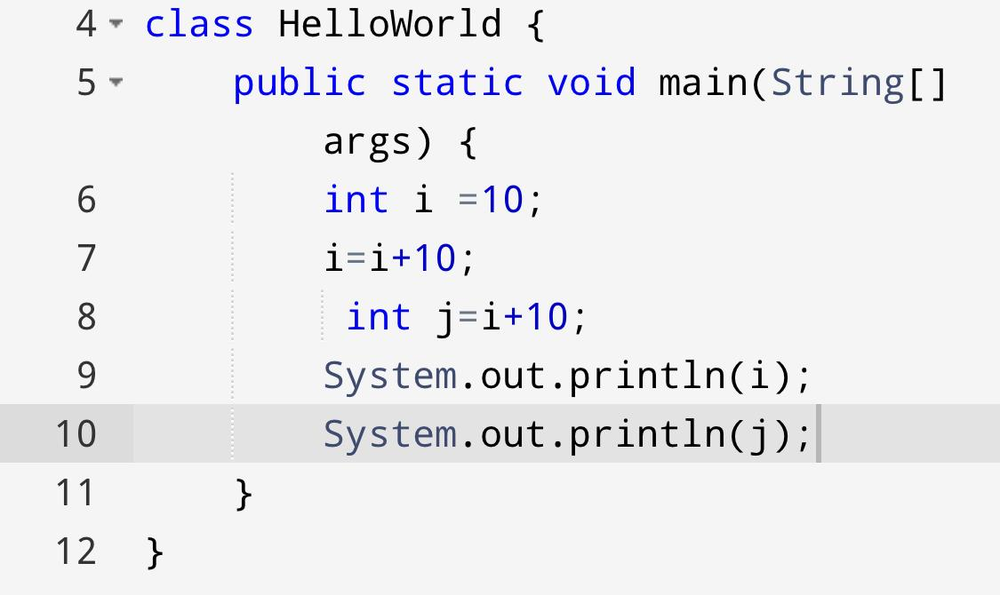 4 class HelloWorld {
5 public static void main(String[]
args) {
6 int i =10;
7 i=i+10;
8 int j=i+10;
9 System.out.println(i);
10 System.out.println(j);
11 }
12 }